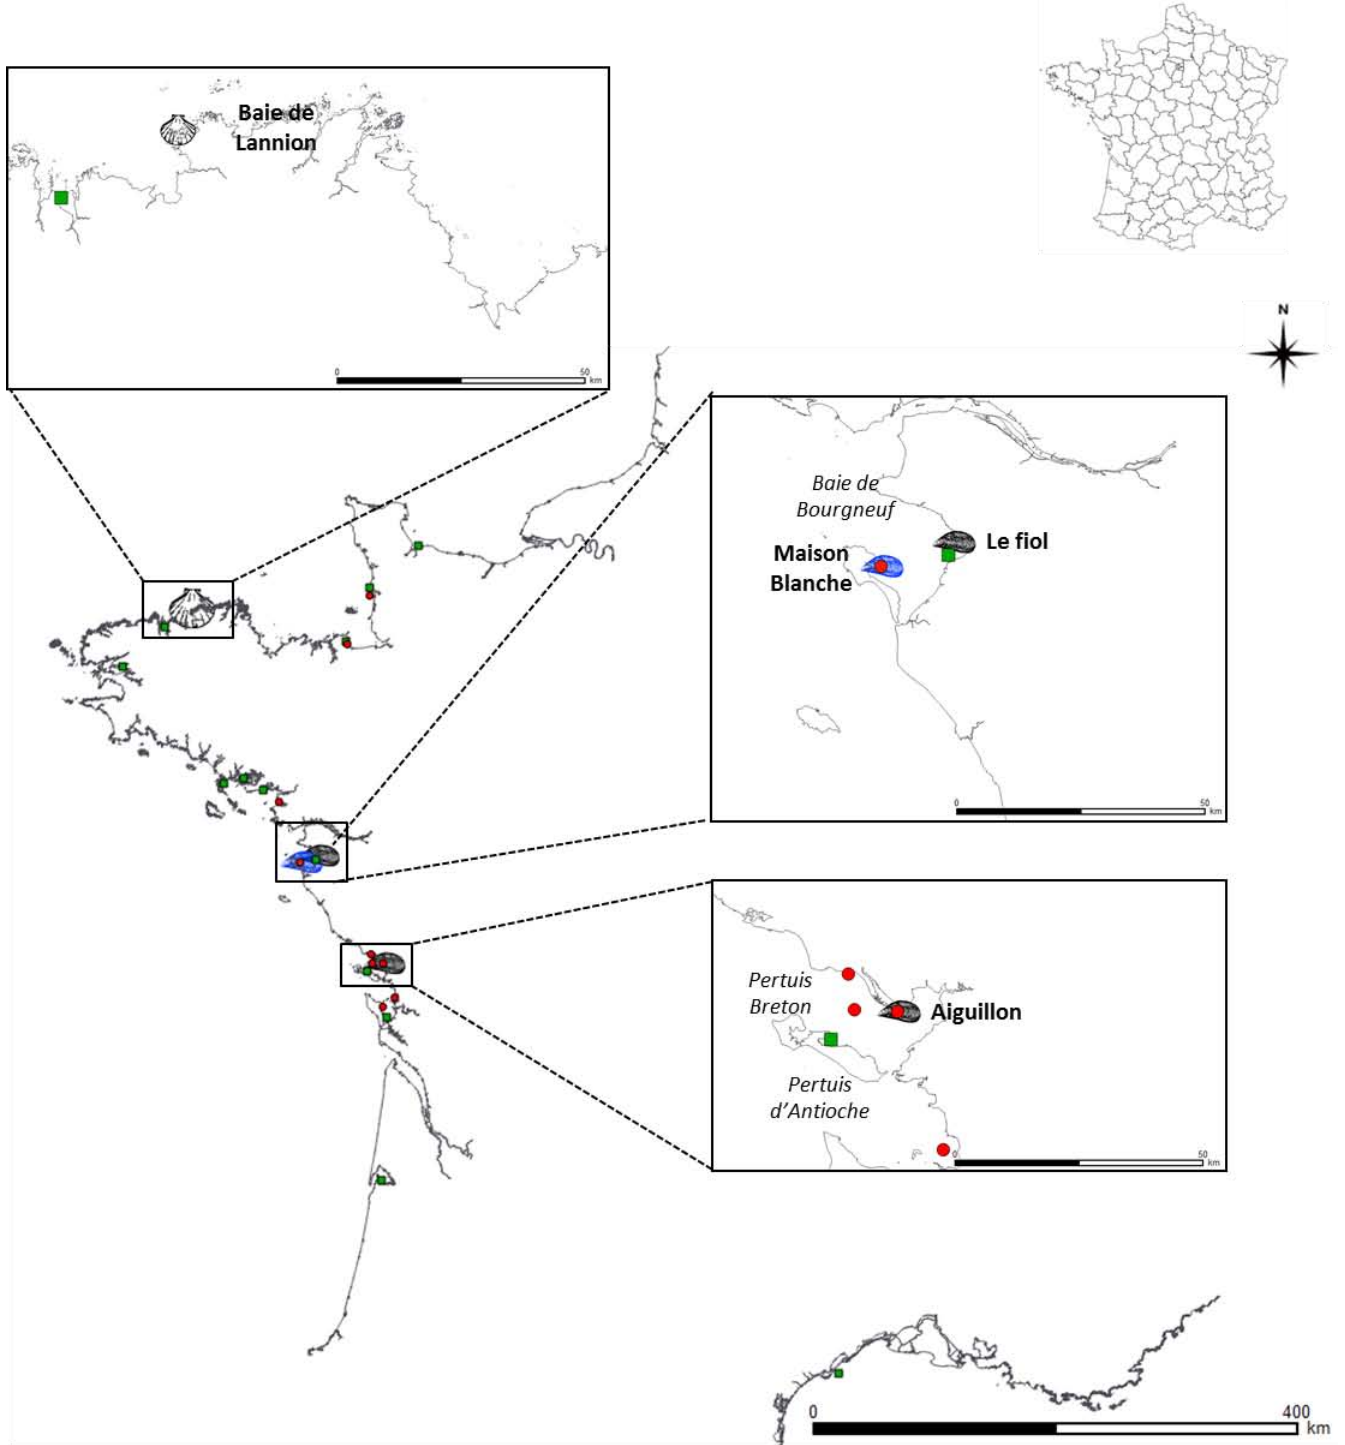 Baie de
Lannion
0
50
km
N
Baie de
Bourgneuf
Le fiol
Maison
Blanche
0
50
km
Pertuis
Breton
Aiguillon
Pertuis
d’Antioche
0
50
km
0
400
km